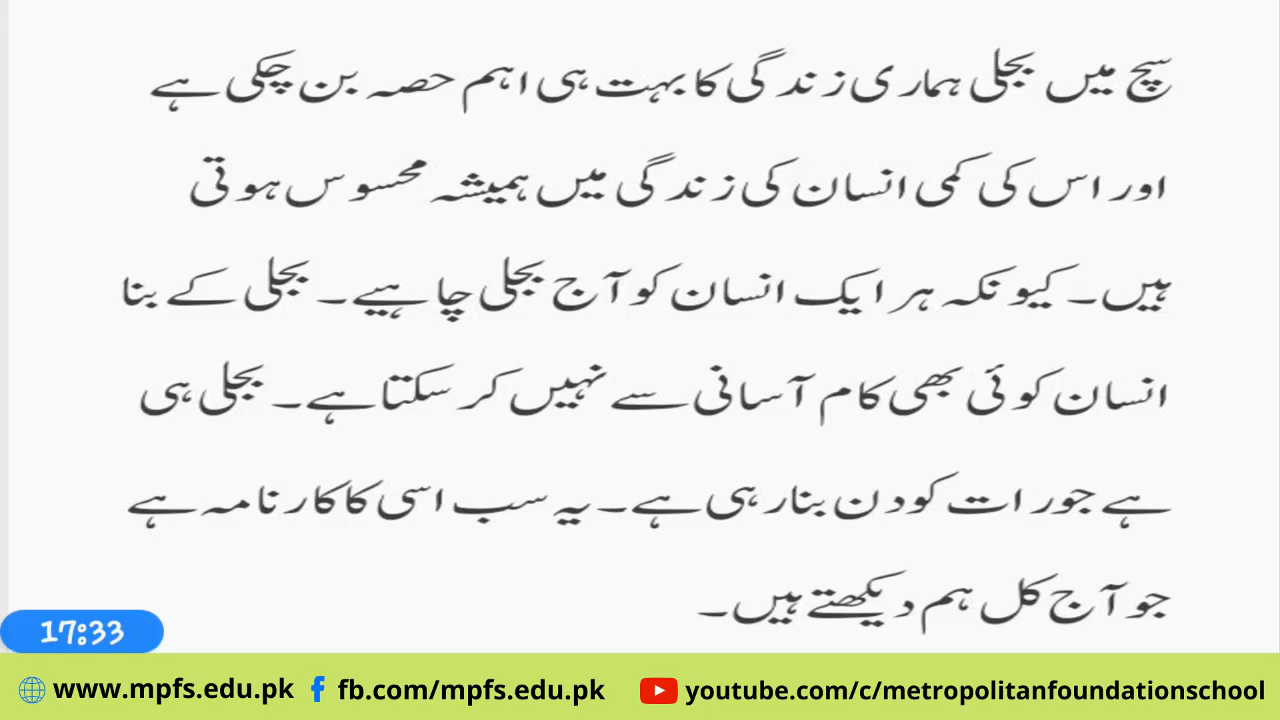 سچ میں بجلی ہماری زندگی کا بہت ہی اہم حصہ بن چکی ہے
اور اس کی کمی انسان کی زندگی میں ہمیشہ محسوس ہوتی
ہیں۔ کیونکہ ہر ایک انسان کو آج بجلی چاہیے۔ بجلی کے بنا
انسان کوئی بھی کام آسانی سے نہیں کر سکتا ہے۔ بجلی ہی
ہے جو رات کو دن بنا رہی ہے۔ یہ سب اسی کا کارنامہ ہے
جو آج کل ہم دیکھتے ہیں۔
17:33
www.mpfs.edu.pk fb.com/mpfs.edu.pk youtube.com/c/metropolitanfoundationschool